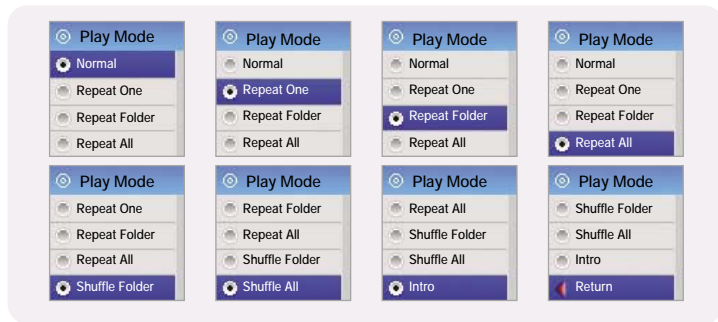 Play Mode
Normal
Repeat One
Repeat Folder
Repeat All
Play Mode
Normal
Repeat One
Repeat Folder
Repeat All
Play Mode
Normal
Repeat One
Repeat Folder
Repeat All
Play Mode
Normal
Repeat One
Repeat Folder
Repeat All
Play Mode
Repeat One
Repeat Folder
Repeat All
Shuffle Folder
Play Mode
Repeat Folder
Repeat All
Shuffle Folder
Shuffle All
Play Mode
Repeat All
Shuffle Folder
Shuffle All
Intro
Play Mode
Shuffle Folder
Shuffle All
Intro
Return